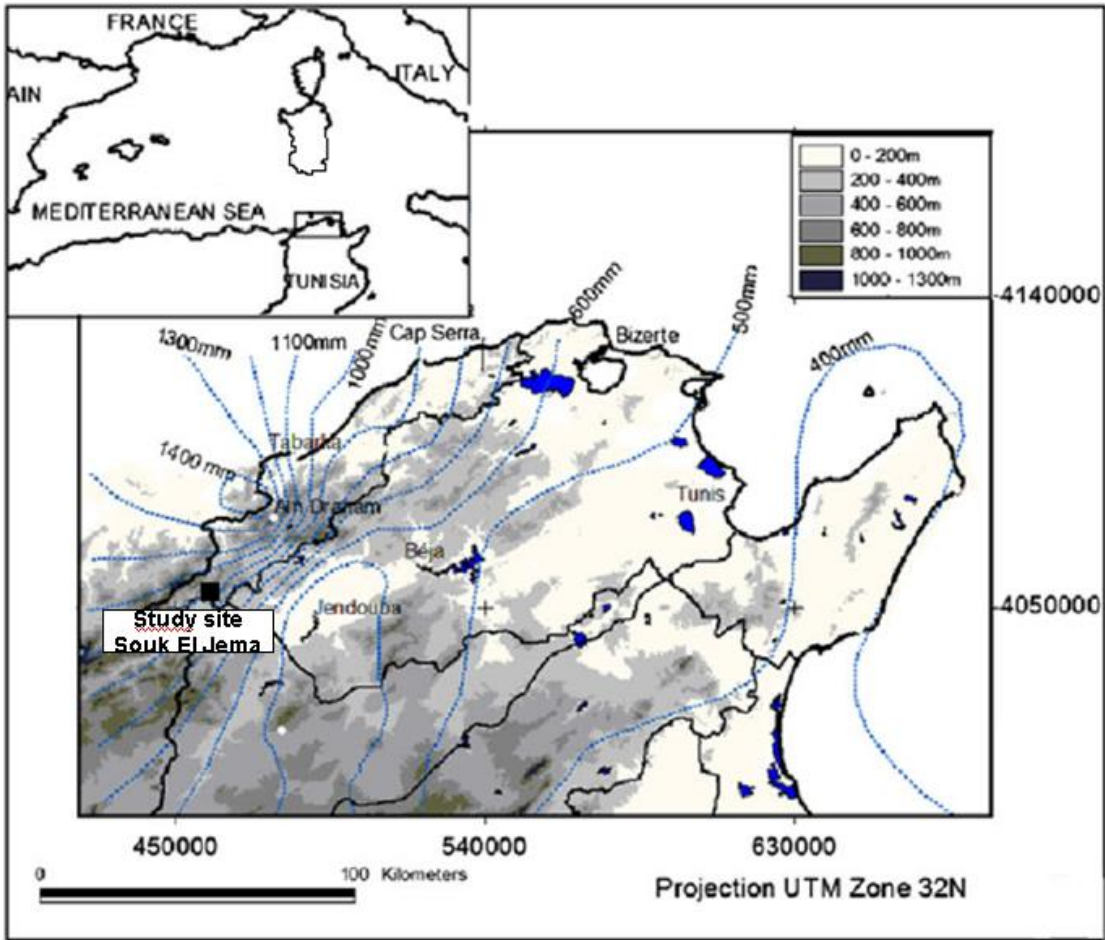 FRANCE
ITALY
AIN
MEDITERRANEAN SEA
TUNISIA
0 - 200m
200 - 400m
400 - 600m
600 - 800m
800 - 1000m
1000 - 1300m
4140000
1300mm
1100mm
1000mm
Cap Serra
600mm
Bizerte
500mm
400mm
Tabarka
1400 mm
Ain Draham
Tunis
Béja
Jendouba
4050000
Study site
Souk El Jema
450000
540000
630000
0
100 Kilometers
Projection UTM Zone 32N